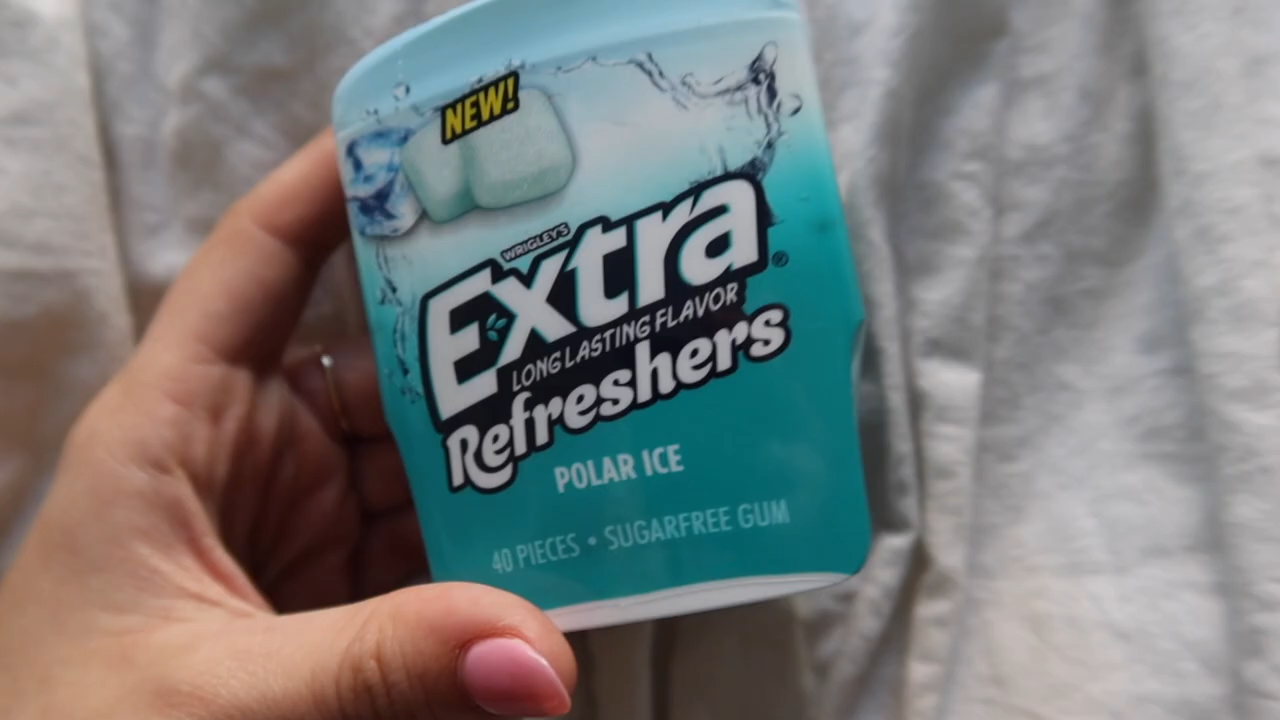 NEW!
WRIGLEY'S
Extra®
LONG LASTING FLAVOR
Refreshers
POLAR ICE
40 PIECES • SUGARFREE GUM